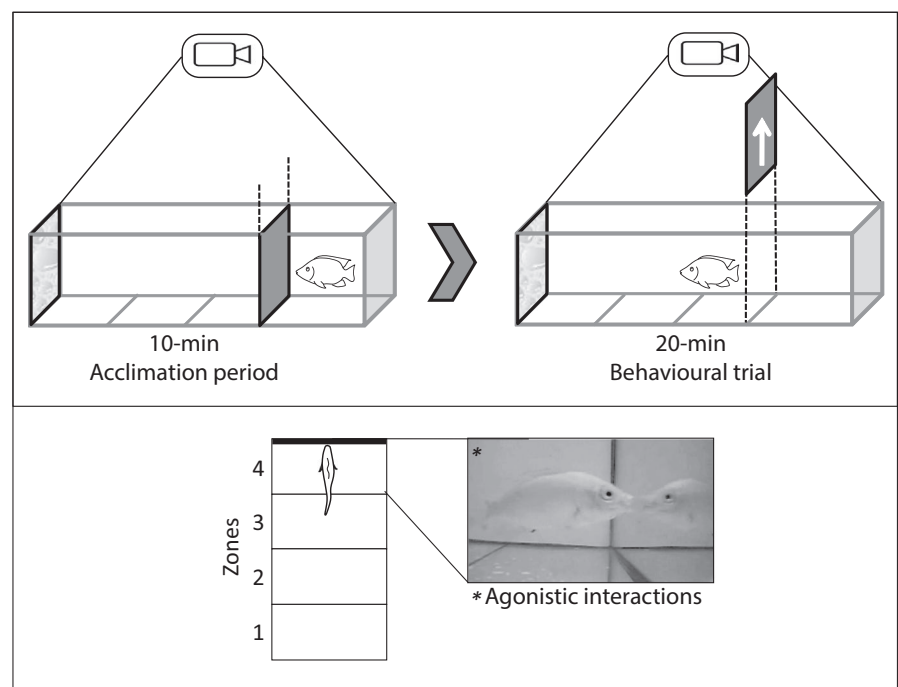 10-min
Acclimation period
20-min
Behavioural trial
Zones
4
3
2
1
*
* Agonistic interactions